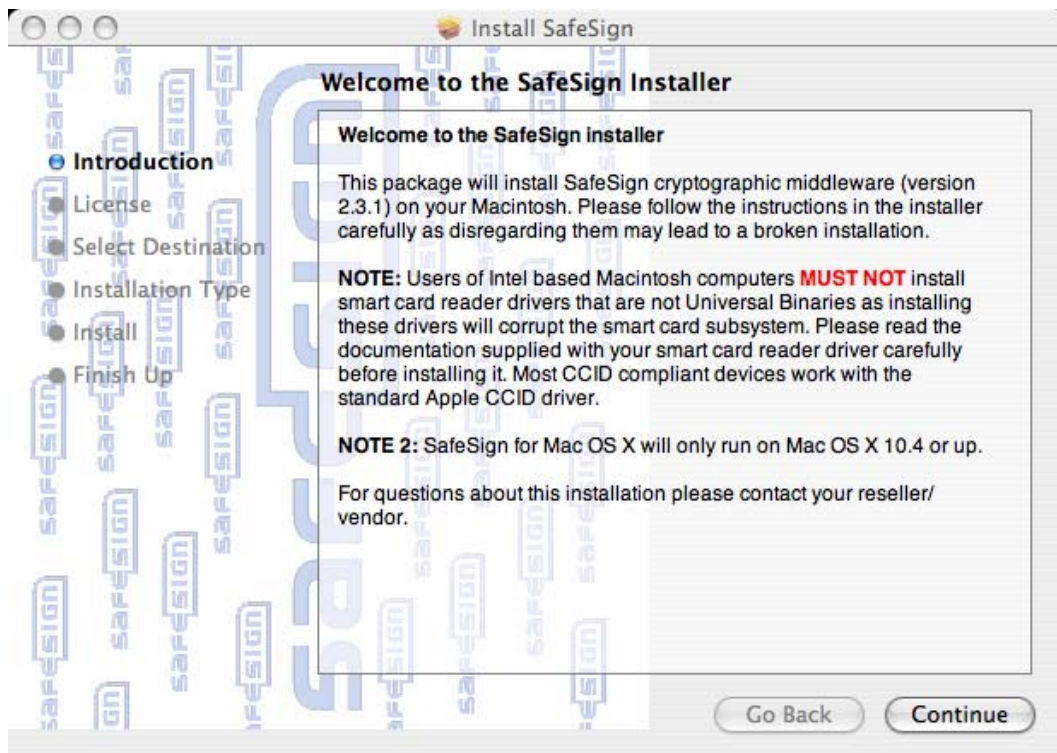 Install SafeSign
Welcome to the SafeSign Installer
Introduction
License
Select Destination
Installation Type
Install
Finish Up
Welcome to the SafeSign installer
This package will install SafeSign cryptographic middleware (version
2.3.1) on your Macintosh. Please follow the instructions in the installer
carefully as disregarding them may lead to a broken installation.
NOTE: Users of Intel based Macintosh computers MUST NOT install
smart card reader drivers that are not Universal Binaries as installing
these drivers will corrupt the smart card subsystem. Please read the
documentation supplied with your smart card reader driver carefully
before installing it. Most CCID compliant devices work with the
standard Apple CCID driver.
NOTE 2: SafeSign for Mac OS X will only run on Mac OS X 10.4 or up.
For questions about this installation please contact your reseller/
vendor.
Go Back
Continue
safesign